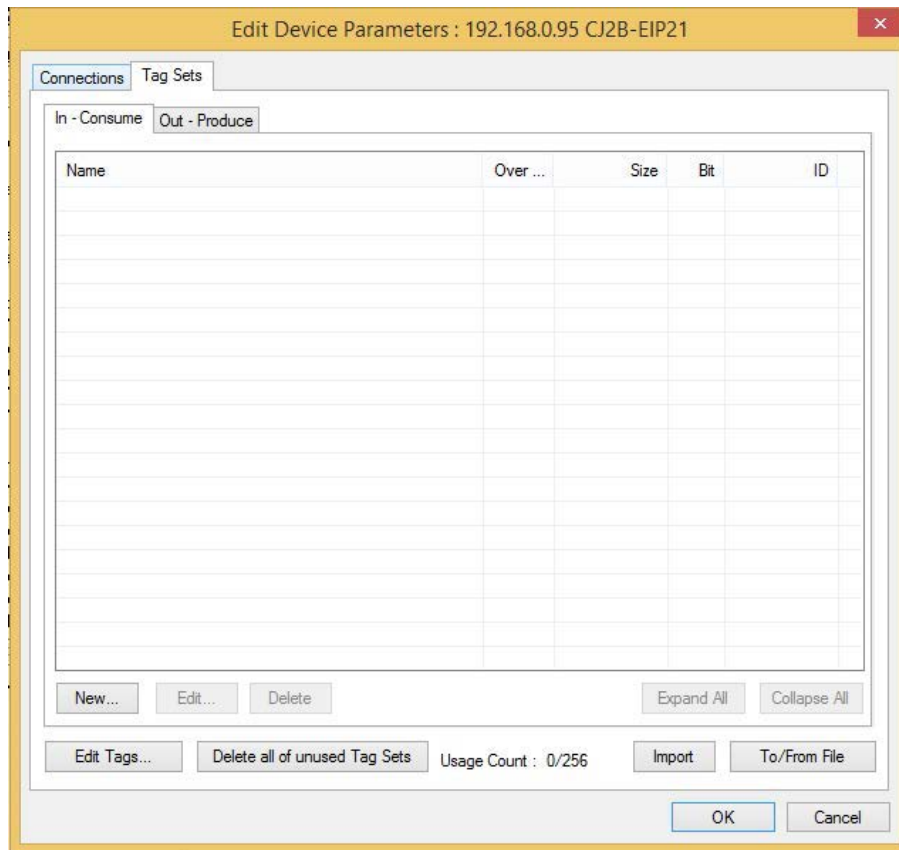 Edit Device Parameters : 192.168.0.95 CJ2B-EIP21
Connections Tag Sets
In - Consume Out - Produce
Name Over ... Size Bit ID
New... Edit... Delete Expand All Collapse All
Edit Tags... Delete all of unused Tag Sets Usage Count : 0/256 Import To/From File
OK Cancel